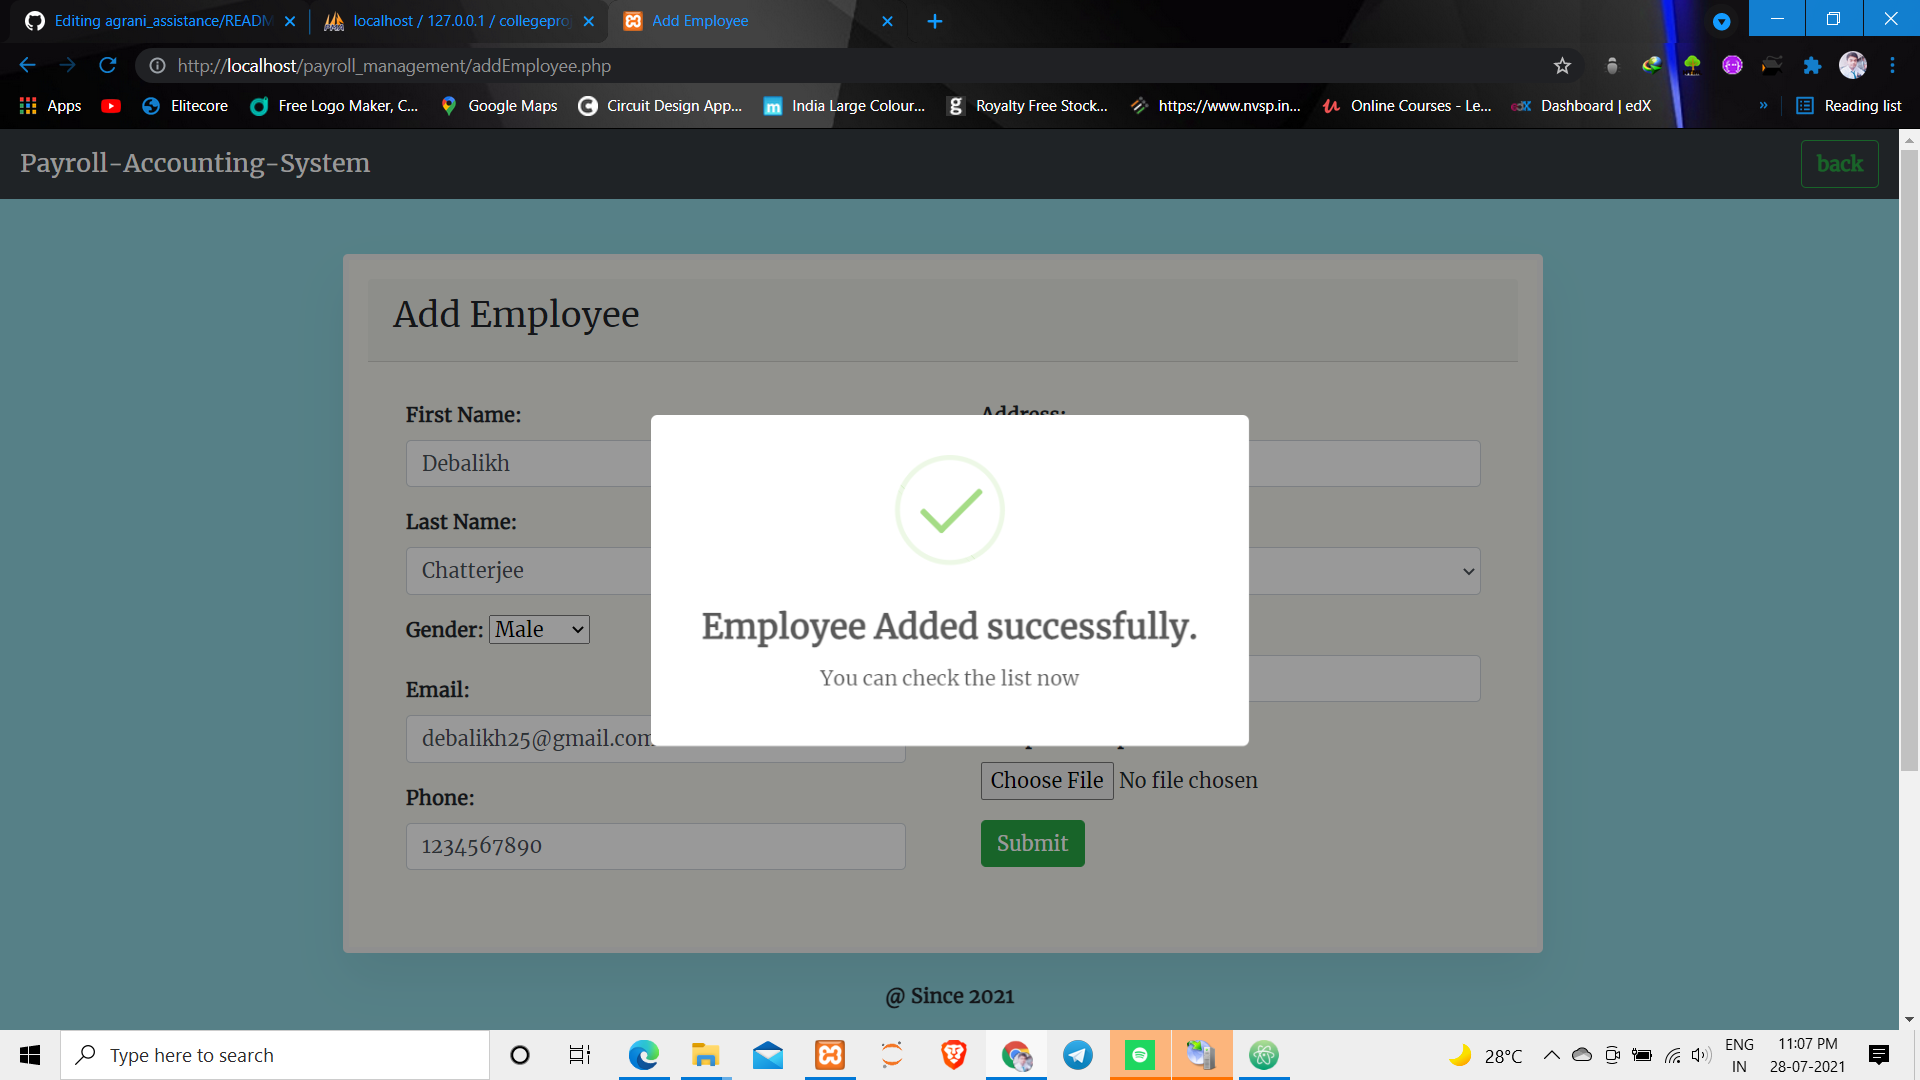 Editing agrani_assistance/READM
localhost / 127.0.0.1 / collegepro
Add Employee
http://localhost/payroll_management/addEmployee.php
Apps
Elitecore
Free Logo Maker, C...
Google Maps
Circuit Design App...
India Large Colour...
Royalty Free Stock...
https://www.nvsp.in...
Online Courses - Le...
Dashboard | edX
»
Reading list
Payroll-Accounting-System
back
Add Employee
First Name:
Address:
Debalikh
Last Name:
Chatterjee
Gender: Male
Email:
debalikh25@gmail.com
Phone:
1234567890
Employee Added successfully.
You can check the list now
Choose File No file chosen
Submit
@ Since 2021
Type here to search
28°C
ENG
IN
11:07 PM
28-07-2021